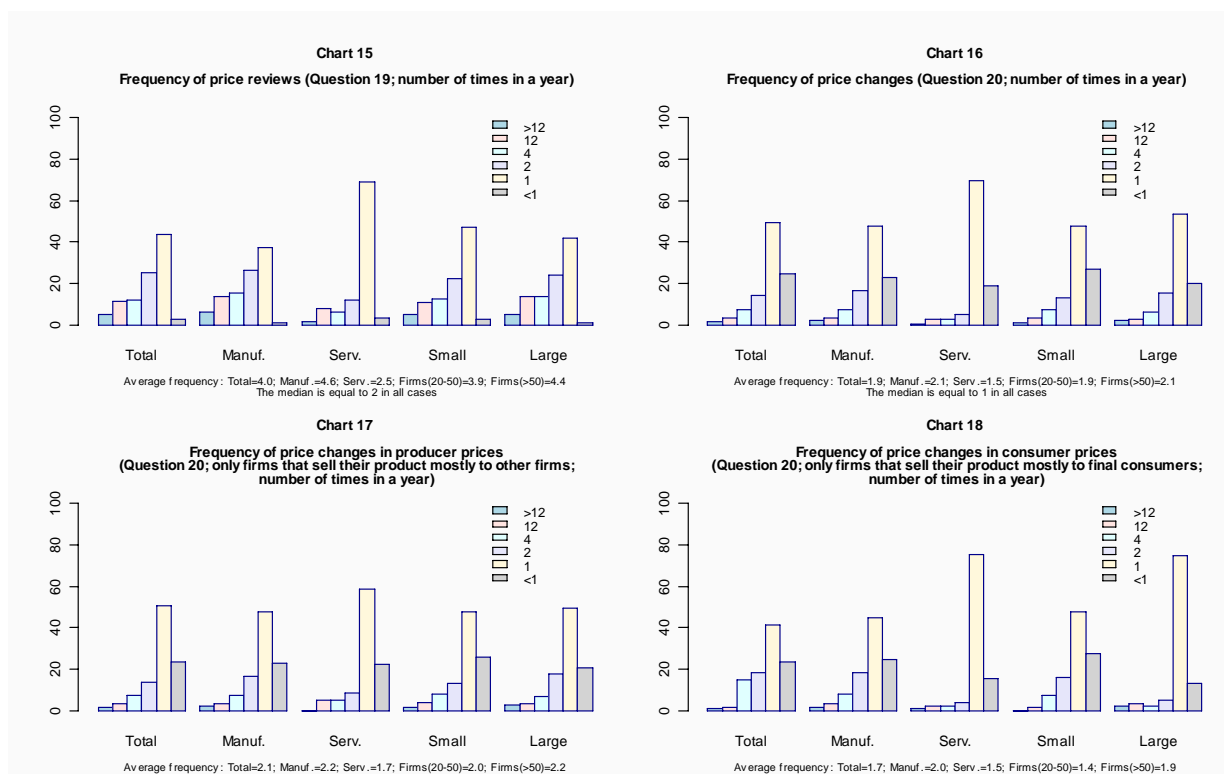 Chart 15
Frequency of price reviews (Question 19; number of times in a year)
0 20 40 60 80 100
>12
12
4
2
1
<1
Total Manuf. Serv. Small Large
Average frequency: Total=4.0; Manuf.=4.6; Serv.=2.5; Firms(20-50)=3.9; Firms(>50)=4.4
The median is equal to 2 in all cases
Chart 16
Frequency of price changes (Question 20; number of times in a year)
0 20 40 60 80 100
>12
12
4
2
1
<1
Total Manuf. Serv. Small Large
Average frequency: Total=1.9; Manuf.=2.1; Serv.=1.5; Firms(20-50)=1.9; Firms(>50)=2.1
The median is equal to 1 in all cases
Chart 17
Frequency of price changes in producer prices
(Question 20; only firms that sell their product mostly to other firms;
number of times in a year)
0 20 40 60 80 100
>12
12
4
2
1
<1
Total Manuf. Serv. Small Large
Average frequency: Total=2.1; Manuf.=2.2; Serv.=1.7; Firms(20-50)=2.0; Firms(>50)=2.2
Chart 18
Frequency of price changes in consumer prices
(Question 20; only firms that sell their product mostly to final consumers;
number of times in a year)
0 20 40 60 80 100
>12
12
4
2
1
<1
Total Manuf. Serv. Small Large
Average frequency: Total=1.7; Manuf.=2.0; Serv.=1.5; Firms(20-50)=1.4; Firms(>50)=1.9